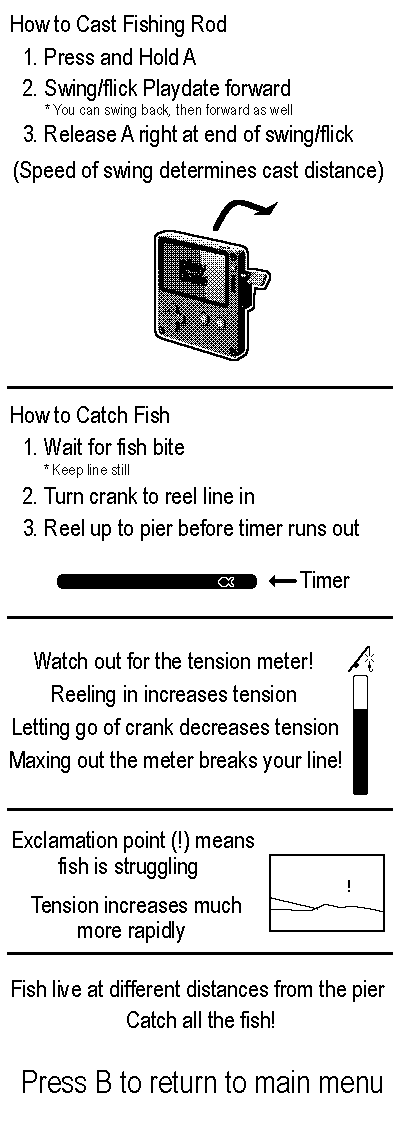 How to Cast Fishing Rod
1. Press and Hold A
2. Swing/flick Playdate forward
* You can swing back, then forward as well
3. Release A right at end of swing/flick
(Speed of swing determines cast distance)
How to Catch Fish
1. Wait for fish bite
* Keep line still
2. Turn crank to reel line in
3. Reel up to pier before timer runs out
Timer
Watch out for the tension meter!
Reeling in increases tension
Letting go of crank decreases tension
Maxing out the meter breaks your line!
Exclamation point (!) means
fish is struggling
!
Tension increases much
more rapidly
Fish live at different distances from the pier
Catch all the fish!
Press B to return to main menu